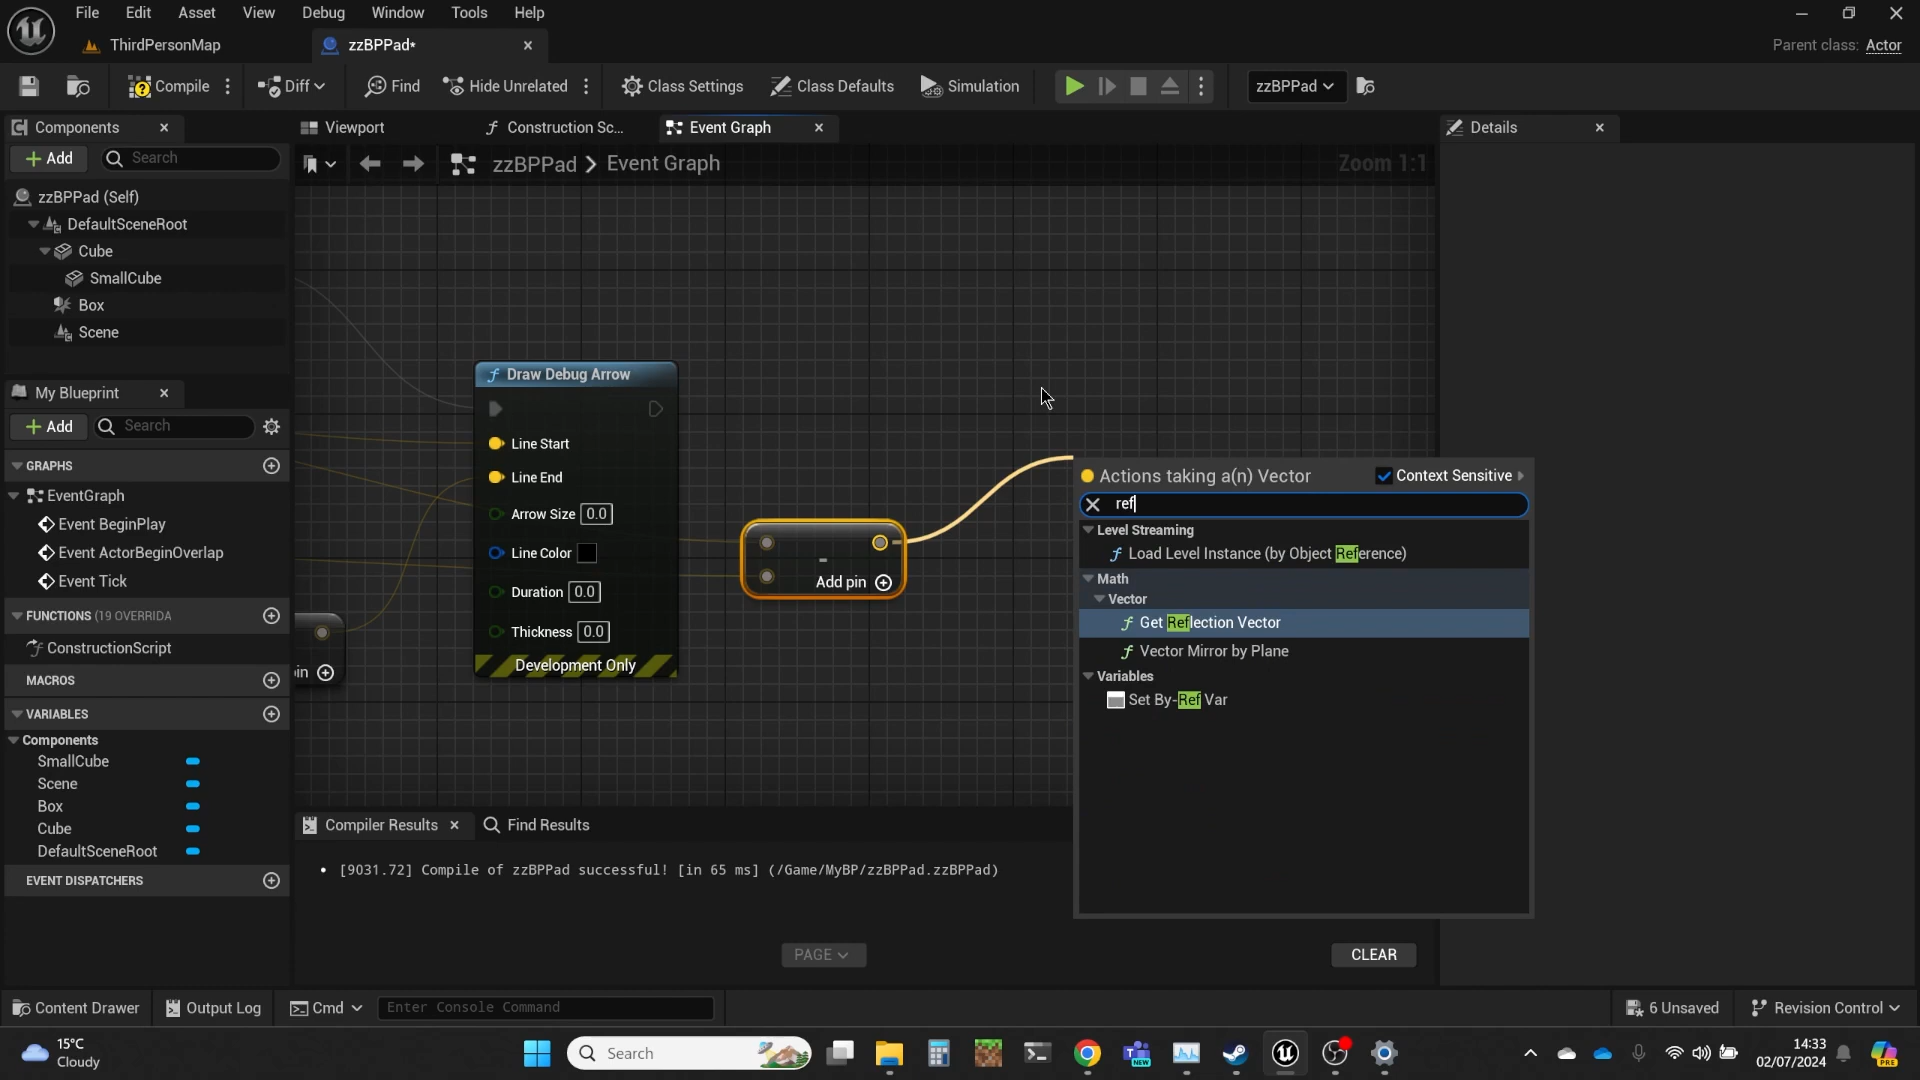 File Edit Asset View Debug Window Tools Help
ThirdPersonMap
zzBPPad*
Parent class: Actor
Compile
Diff
Find
Hide Unrelated
Class Settings
Class Defaults
Simulation
zzBPPad
Components
Add
Search
zzBPPad (Self)
DefaultSceneRoot
Cube
SmallCube
Box
Scene
My Blueprint
Add
Search
GRAPHS
EventGraph
Event BeginPlay
Event ActorBeginOverlap
Event Tick
FUNCTIONS (19 OVERRIDA
ConstructionScript
MACROS
VARIABLES
Components
SmallCube
Scene
Box
Cube
DefaultSceneRoot
EVENT DISPATCHERS
Viewport
Construction Sc...
Event Graph
zzBPPad > Event Graph
Zoom 1:1
Draw Debug Arrow
Line Start
Line End
Arrow Size 0.0
Line Color
Duration 0.0
Thickness 0.0
Development Only
in
-
Add pin
Actions taking a(n) Vector
Context Sensitive
ref
Level Streaming
Load Level Instance (by Object Reference)
Math
Vector
Get Reflection Vector
Vector Mirror by Plane
Variables
Set By-Ref Var
Details
Compiler Results
Find Results
• [9031.72] Compile of zzBPPad successful! [in 65 ms] (/Game/MyBP/zzBPPad.zzBPPad)
PAGE
CLEAR
Content Drawer
Output Log
Cmd
Enter Console Command
6 Unsaved
Revision Control
15°C
Cloudy
Search
NEW
14:33
02/07/2024
PRE